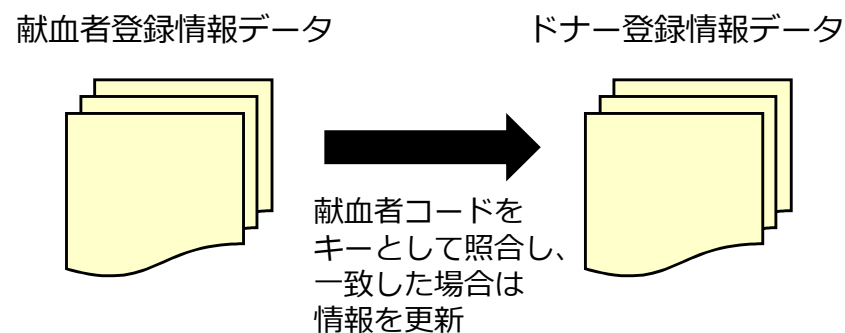 献血者登録情報データ
ドナー登録情報データ
献血者コードを
キーとして照合し、
一致した場合は
情報を更新